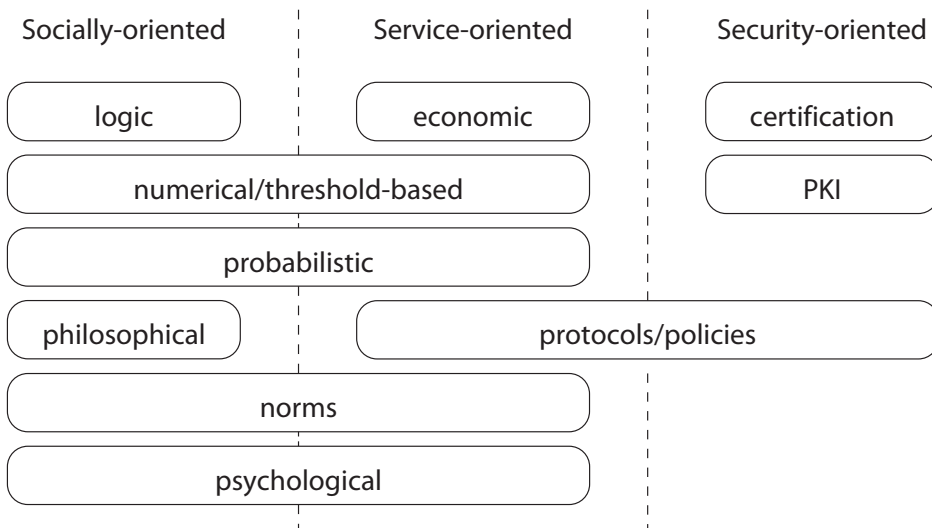 Socially-oriented
Service-oriented
Security-oriented
logic
economic
certification
numerical/threshold-based
PKI
probabilistic
philosophical
protocols/policies
norms
psychological